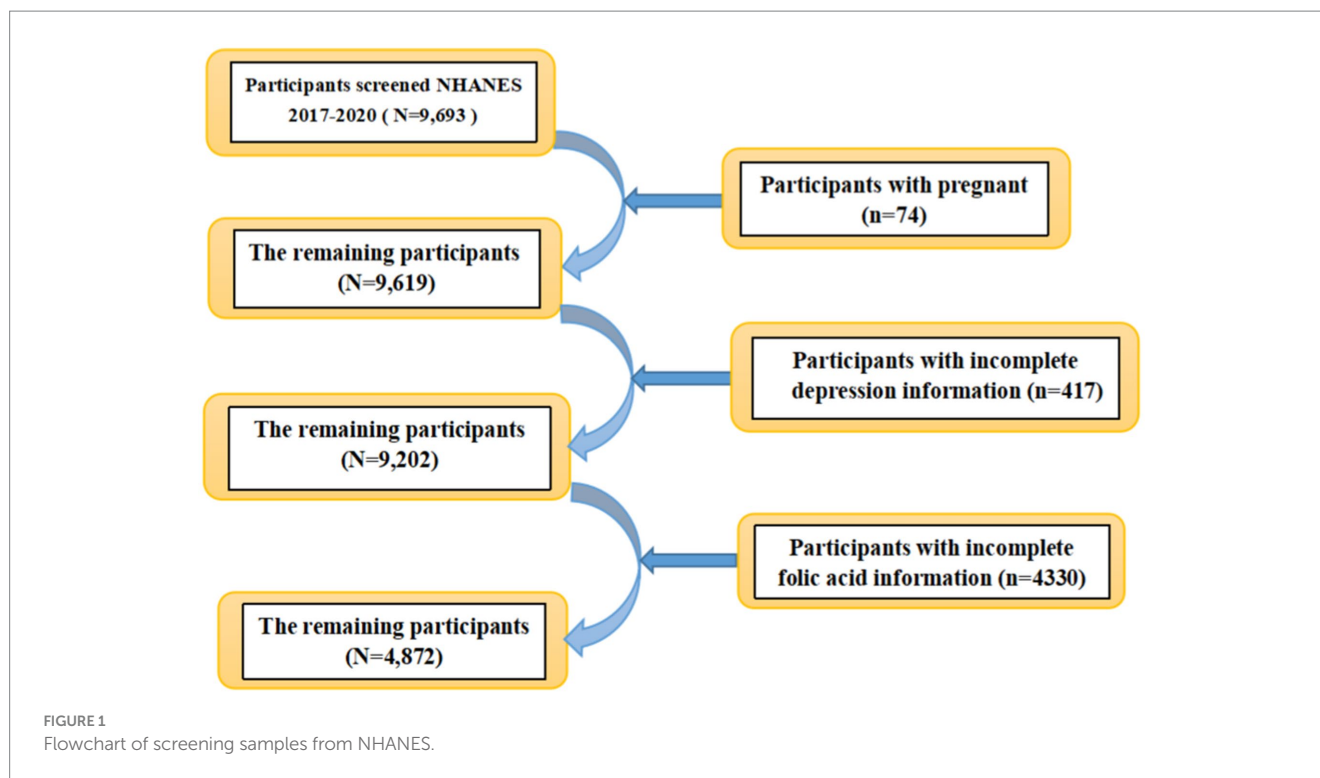 Participants screened NHANES
2017-2020 ( N=9,693 )
Participants with pregnant
(n=74)
The remaining participants
(N=9,619)
Participants with incomplete
depression information (n=417)
The remaining participants
(N=9,202)
Participants with incomplete
folic acid information (n=4330)
The remaining participants
(N=4,872)
FIGURE 1
Flowchart of screening samples from NHANES.